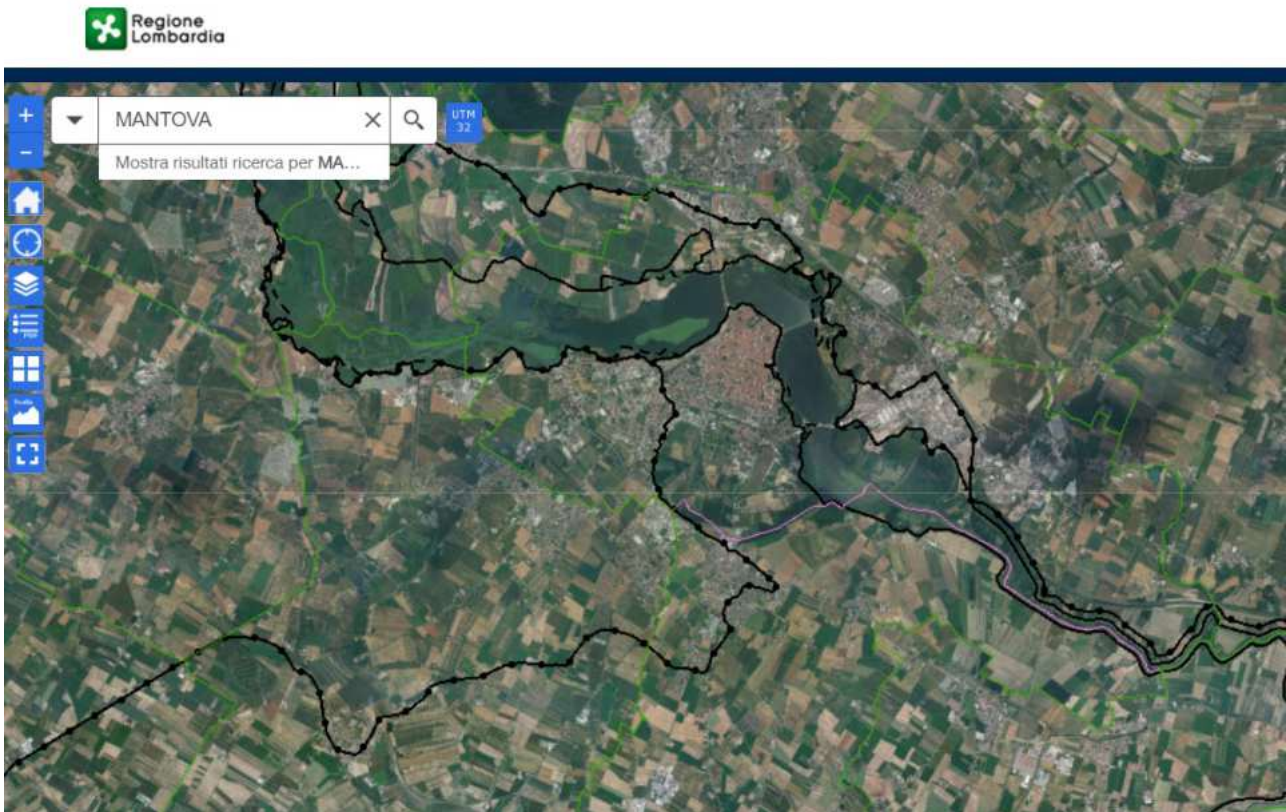 Regione
Lombardia
+
MANTOVA
UTM
32
−
Mostra risultati ricerca per MA...